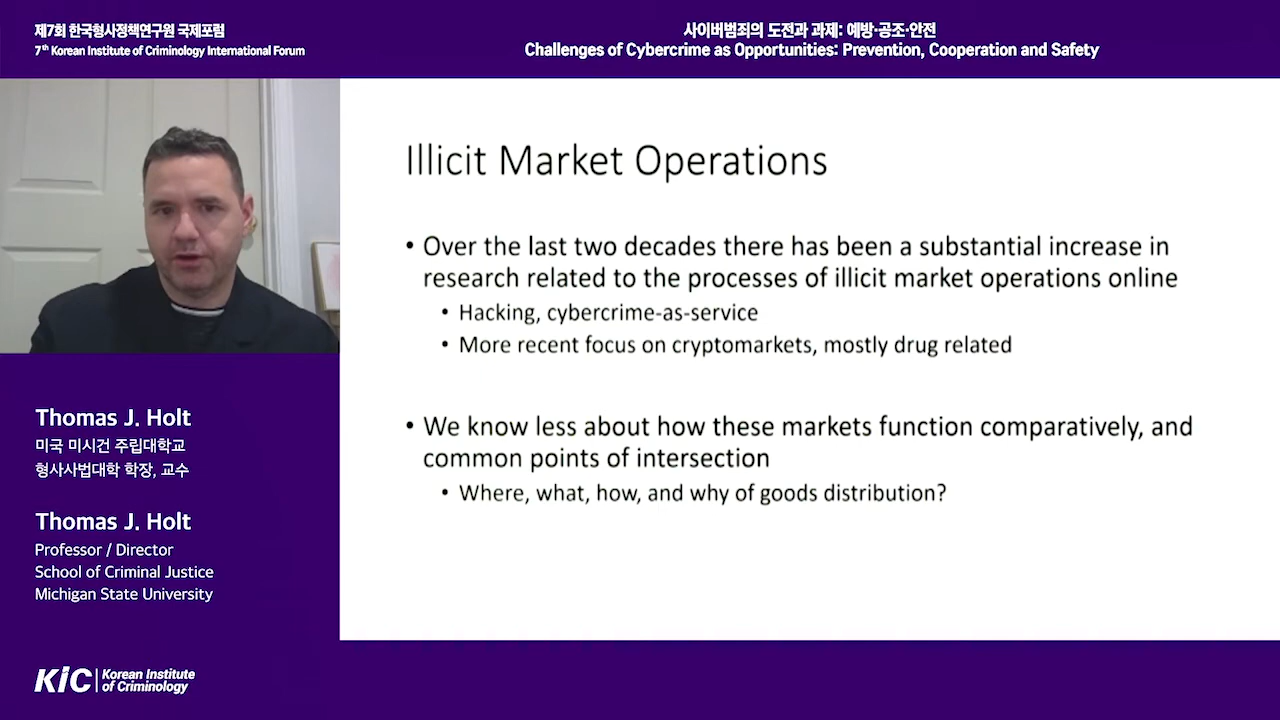 제7회 한국형사정책연구원 국제포럼
7th Korean Institute of Criminology International Forum
사이버범죄의 도전과 과제: 예방·공조·안전
Challenges of Cybercrime as Opportunities: Prevention, Cooperation and Safety
Illicit Market Operations
• Over the last two decades there has been a substantial increase in
research related to the processes of illicit market operations online
• Hacking, cybercrime-as-service
• More recent focus on cryptomarkets, mostly drug related
• We know less about how these markets function comparatively, and
common points of intersection
• Where, what, how, and why of goods distribution?
Thomas J. Holt
미국 미시건 주립대학교
형사사법대학 학장, 교수
Thomas J. Holt
Professor / Director
School of Criminal Justice
Michigan State University
KiC Korean Institute
of Criminology